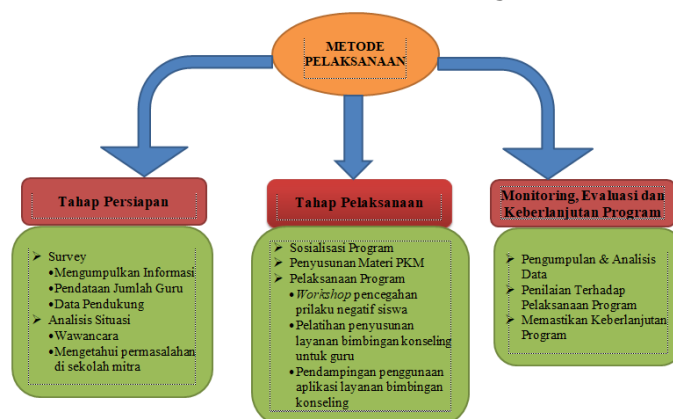 METODE
PELAKSANAAN
Tahap Persiapan
➢ Survey
•Mengumpulkan Informasi
•Pendataan Jumlah Guru
•Data Pendukung
➢ Analisis Situasi
•Wawancara
•Mengetahui permasalahan
di sekolah mitra
Tahap Pelaksanaan
➢ Sosialisasi Program
➢ Penyusunan Materi PKM
➢ Pelaksanaan Program
•Workshop pencegahan
prilaku negatif siswa
•Pelatihan penyusunan
layanan bimbingan konseling
untuk guru
•Pendampingan penggunaan
aplikasi layanan bimbingan
konseling
Monitoring, Evaluasi dan
Keberlanjutan Program
➢ Pengumpulan & Analisis
Data
➢ Penilaian Terhadap
Pelaksanaan Program
➢ Memastikan Keberlanjutan
Program